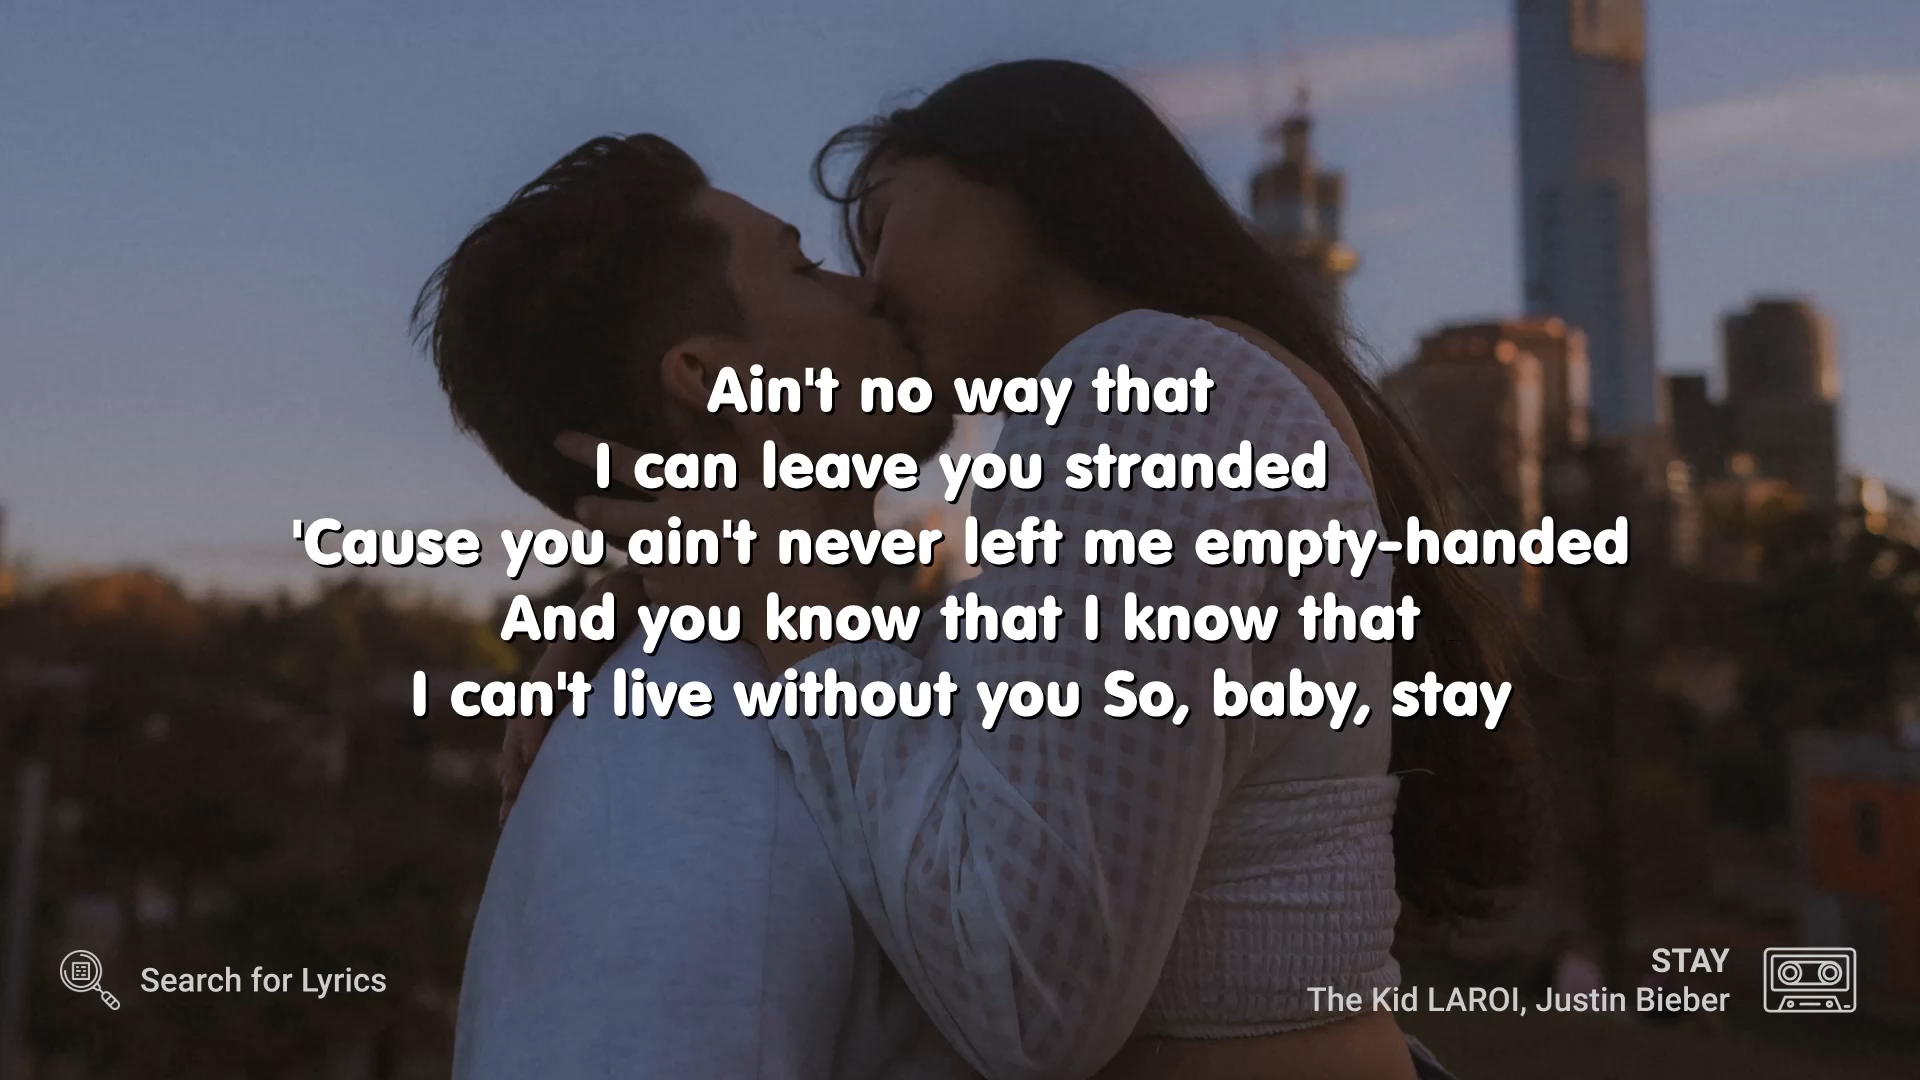 Ain't no way that
I can leave you stranded
'Cause you ain't never left me empty-handed
And you know that I know that
I can't live without you So, baby, stay
Search for Lyrics
STAY
The Kid LAROI, Justin Bieber